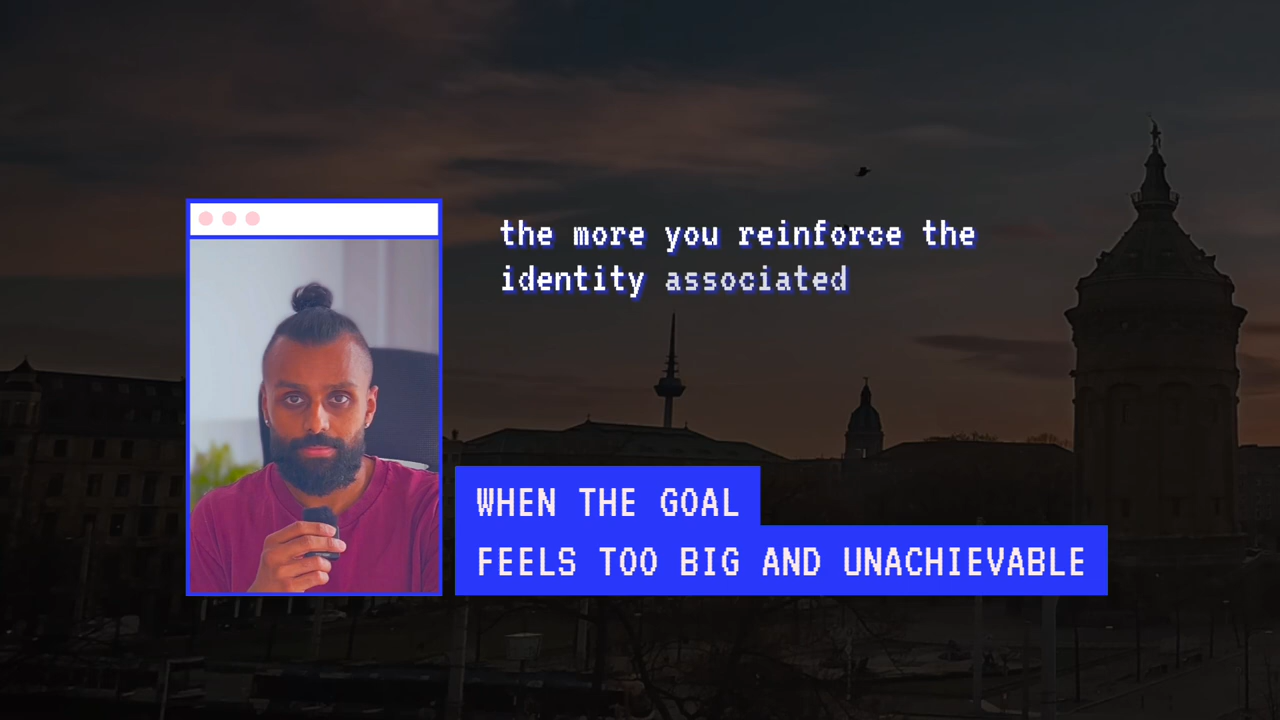 the more you reinforce the
identity associated
WHEN THE GOAL
FEELS TOO BIG AND UNACHIEVABLE